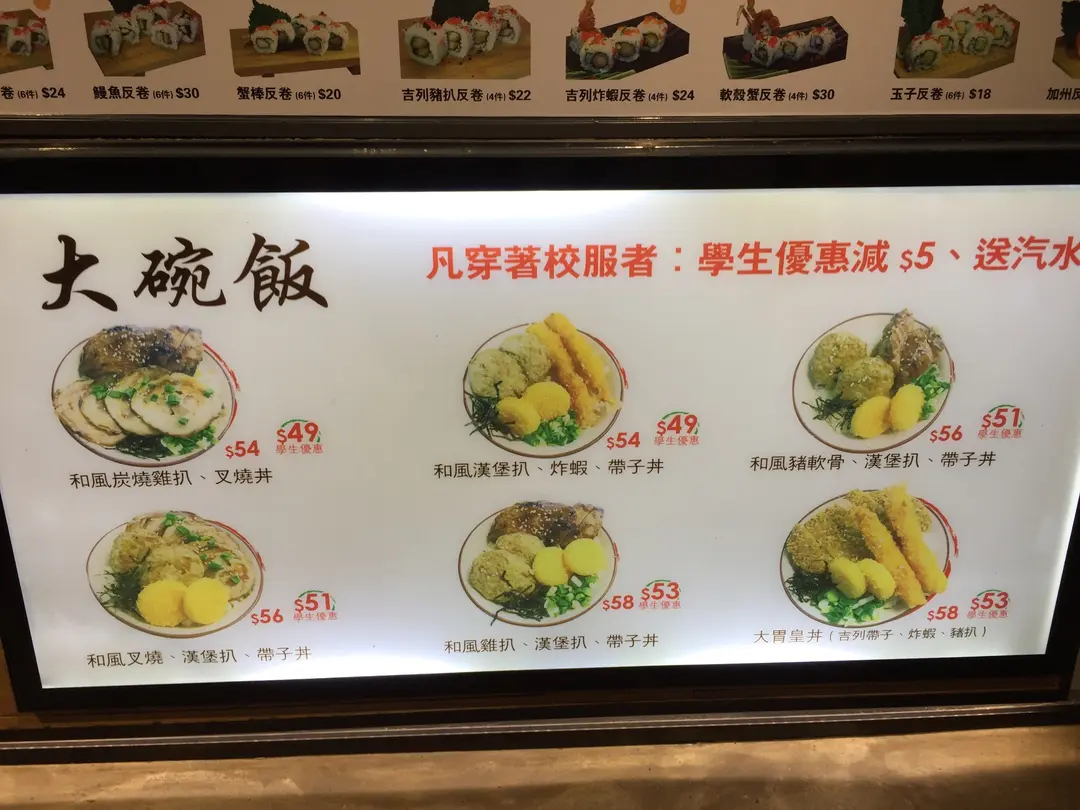 卷 (6件) $24
鰻魚反卷 (6件) $30
蟹棒反卷 (6件) $20
吉列豬扒反卷 (4件) $22
吉列炸蝦反卷 (4件) $24
軟殼蟹反卷 (4件) $30
玉子反卷 (6件) $18
加州反
大碗飯
凡穿著校服者：學生優惠減 $5、送汽水
$54 $49
學生優惠
和風炭燒雞扒、叉燒丼
$54 $49
學生優惠
和風漢堡扒、炸蝦、帶子丼
$56 $51
學生優惠
和風豬軟骨、漢堡扒、帶子丼
$56 $51
學生優惠
和風叉燒、漢堡扒、帶子丼
$58 $53
學生優惠
和風雞扒、漢堡扒、帶子丼
$58 $53
學生優惠
大胃皇丼（吉列帶子、炸蝦、豬扒）